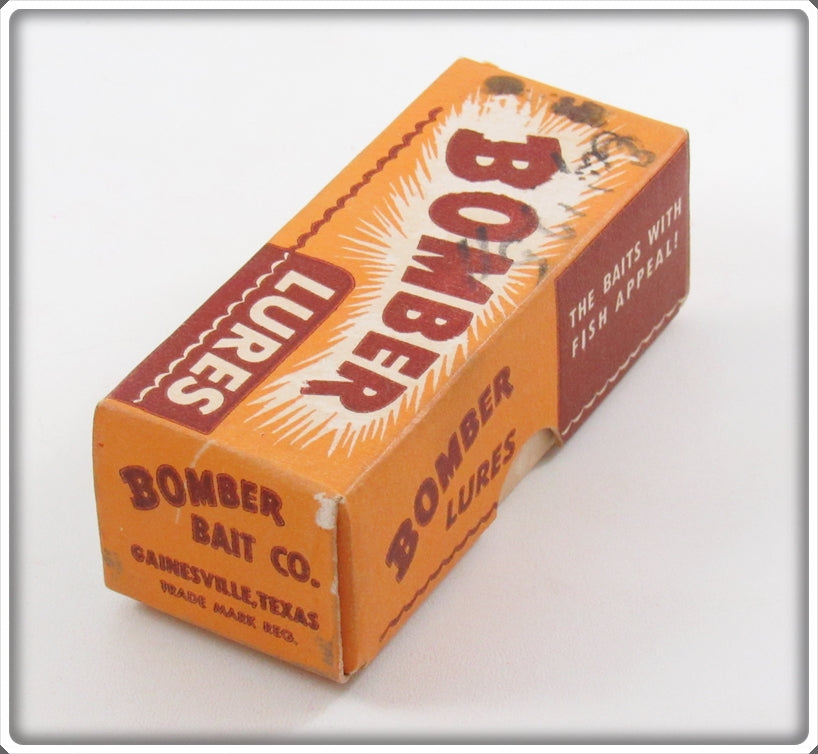 BOMBER
LURES
BOMBER
BAIT CO.
GAINESVILLE, TEXAS
TRADE MARK REG.
BOMBER
LURES
THE BAITS WITH
FISH APPEAL!